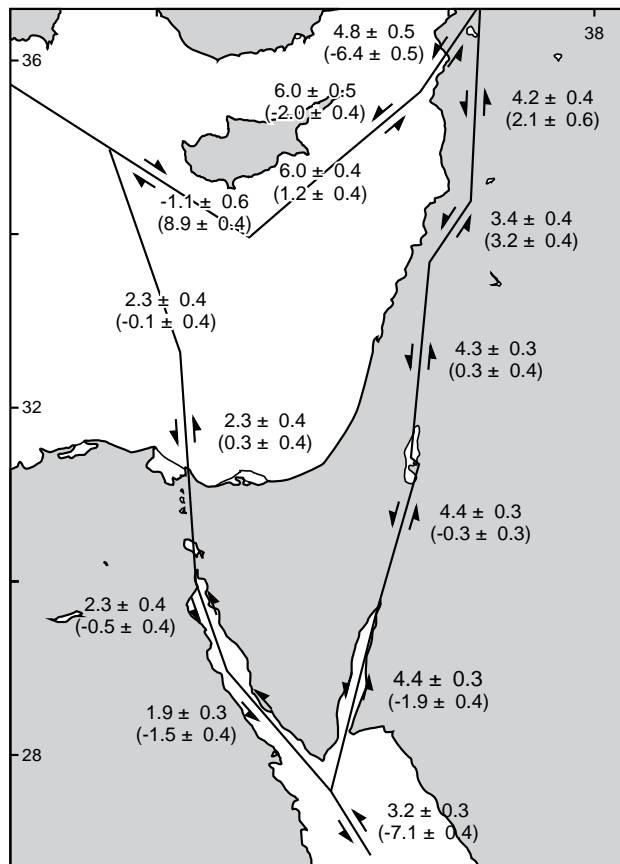 4.8 ± 0.5
(-6.4 ± 0.5)
38
36
6.0 ± 0.5
(-2.0 ± 0.4)
4.2 ± 0.4
(2.1 ± 0.6)
6.0 ± 0.4
(1.2 ± 0.4)
-1.1 ± 0.6
(8.9 ± 0.4)
3.4 ± 0.4
(3.2 ± 0.4)
2.3 ± 0.4
(-0.1 ± 0.4)
4.3 ± 0.3
(0.3 ± 0.4)
32
2.3 ± 0.4
(0.3 ± 0.4)
4.4 ± 0.3
(-0.3 ± 0.3)
2.3 ± 0.4
(-0.5 ± 0.4)
4.4 ± 0.3
(-1.9 ± 0.4)
1.9 ± 0.3
(-1.5 ± 0.4)
28
3.2 ± 0.3
(-7.1 ± 0.4)